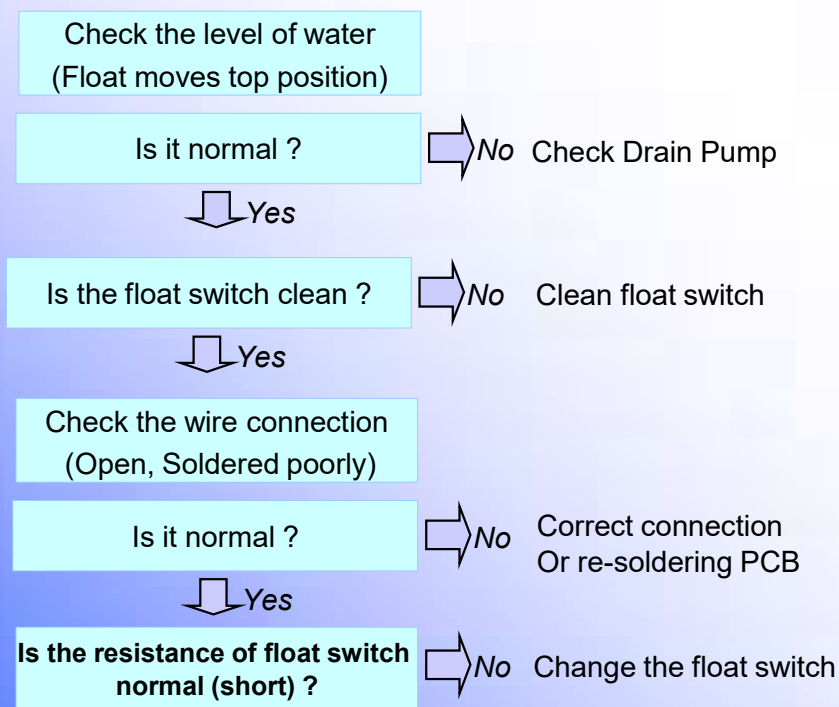 Check the level of water
(Float moves top position)
Is it normal ?
No
Check Drain Pump
Yes
Is the float switch clean ?
No
Clean float switch
Yes
Check the wire connection
(Open, Soldered poorly)
Is it normal ?
No
Correct connection
Or re-soldering PCB
Yes
Is the resistance of float switch
normal (short) ?
No
Change the float switch